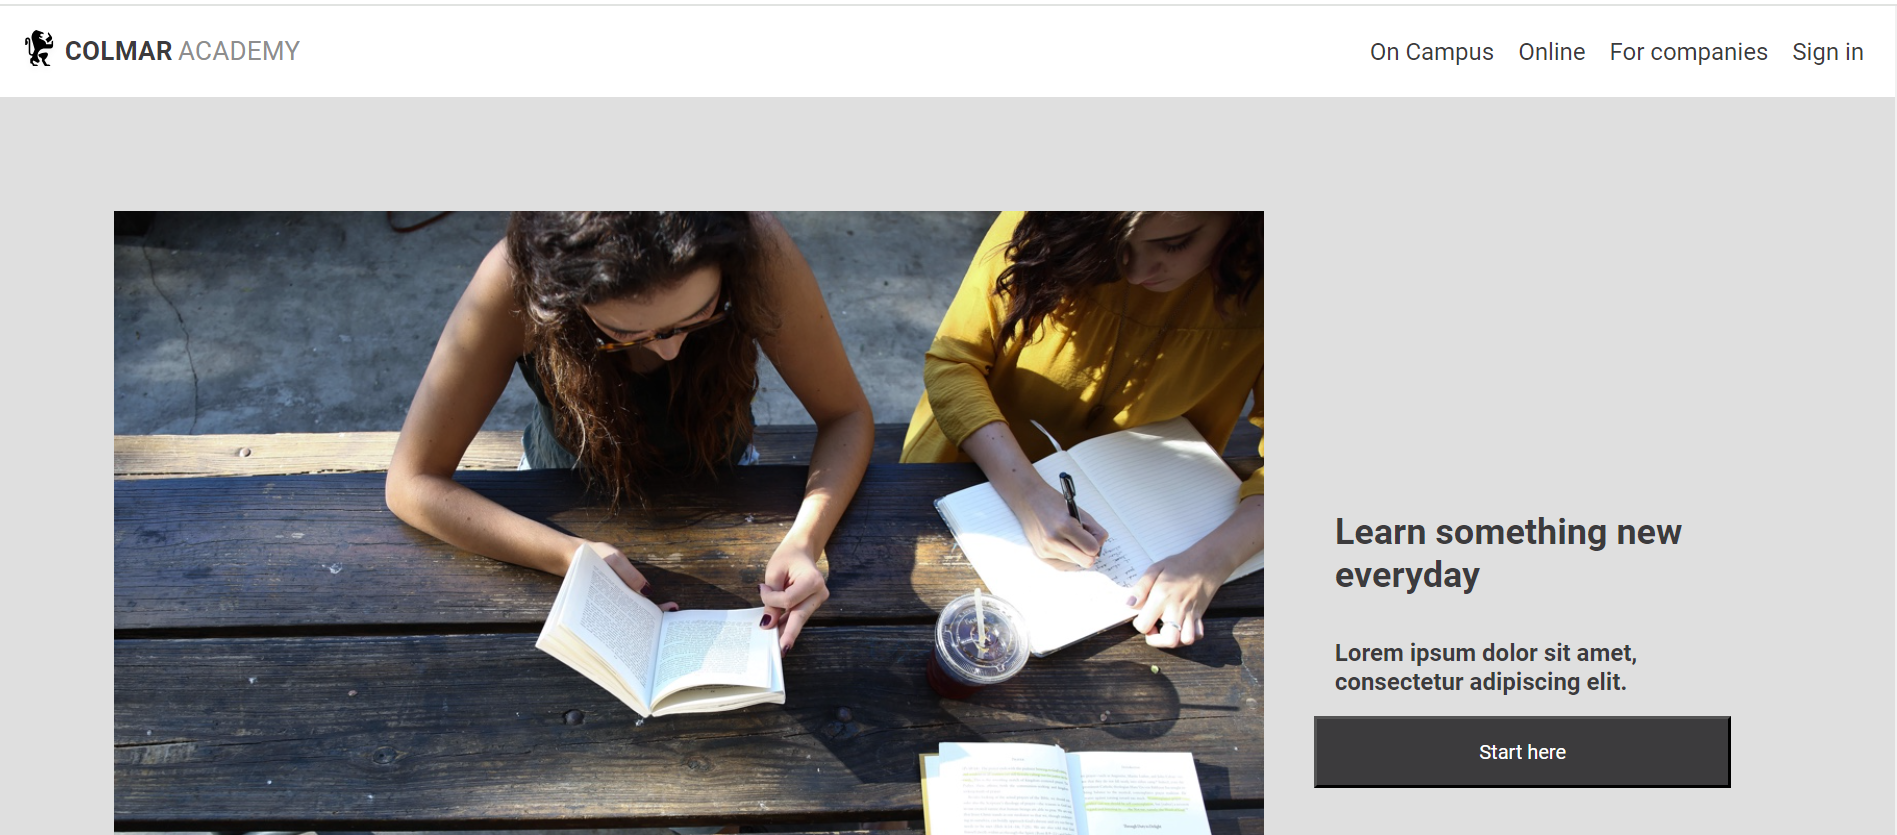 COLMAR ACADEMY
On Campus Online For companies Sign in
Learn something new
everyday
Lorem ipsum dolor sit amet,
consectetur adipiscing elit.
Start here